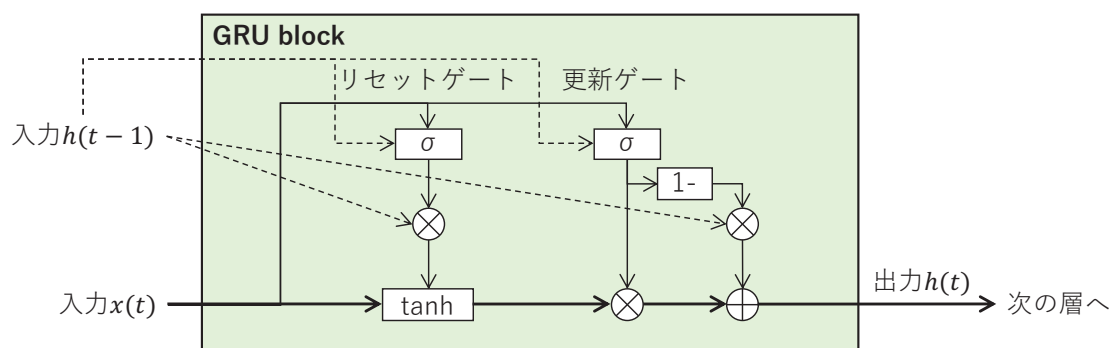 GRU block
リセットゲート
更新ゲート
入力h(t − 1)
σ
σ
1-
入力x(t)
tanh
出力h(t)
次の層へ